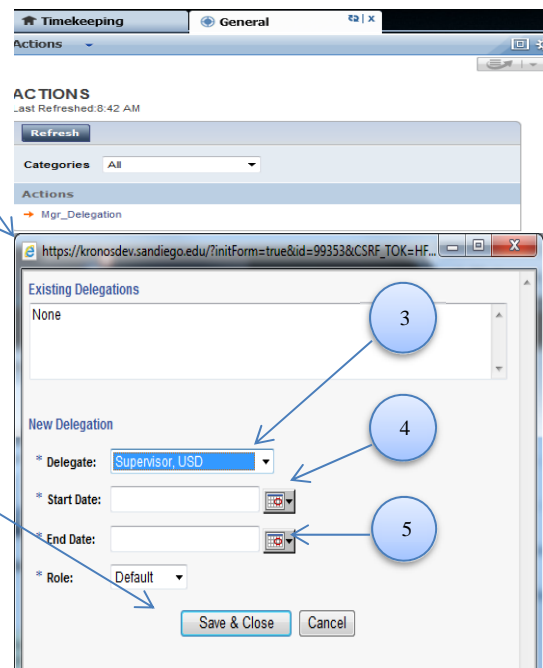 Timekeeping General
Actions
ACTIONS
Last Refreshed:8:42 AM
Refresh
Categories All
Actions
Mgr_Delegation
https://kronosdev.sandiego.edu/?initForm=true&id=99353&CSRF_TOK=HF...
Existing Delegations
None
3
New Delegation
4
* Delegate: Supervisor, USD
* Start Date:
5
* End Date:
* Role: Default
Save & Close Cancel